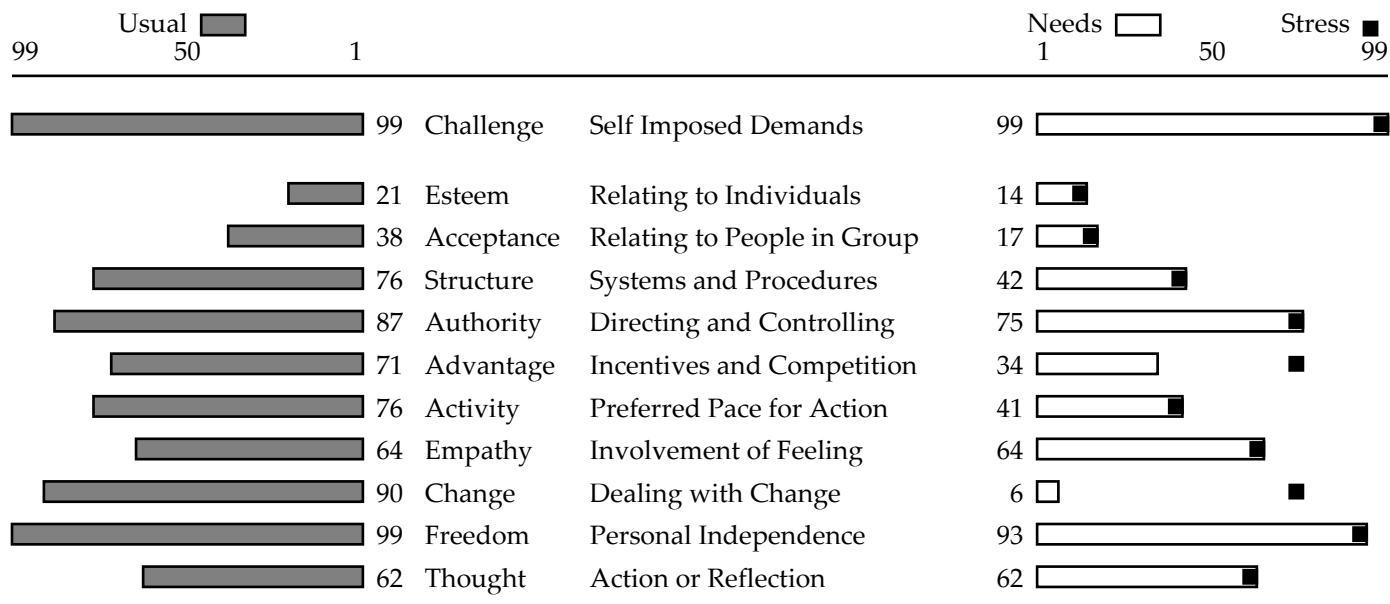 Usual Needs Stress
99 50 1 1 50 99
99 Challenge Self Imposed Demands 99
21 Esteem Relating to Individuals 14
38 Acceptance Relating to People in Group 17
76 Structure Systems and Procedures 42
87 Authority Directing and Controlling 75
71 Advantage Incentives and Competition 34
76 Activity Preferred Pace for Action 41
64 Empathy Involvement of Feeling 64
90 Change Dealing with Change 6
99 Freedom Personal Independence 93
62 Thought Action or Reflection 62